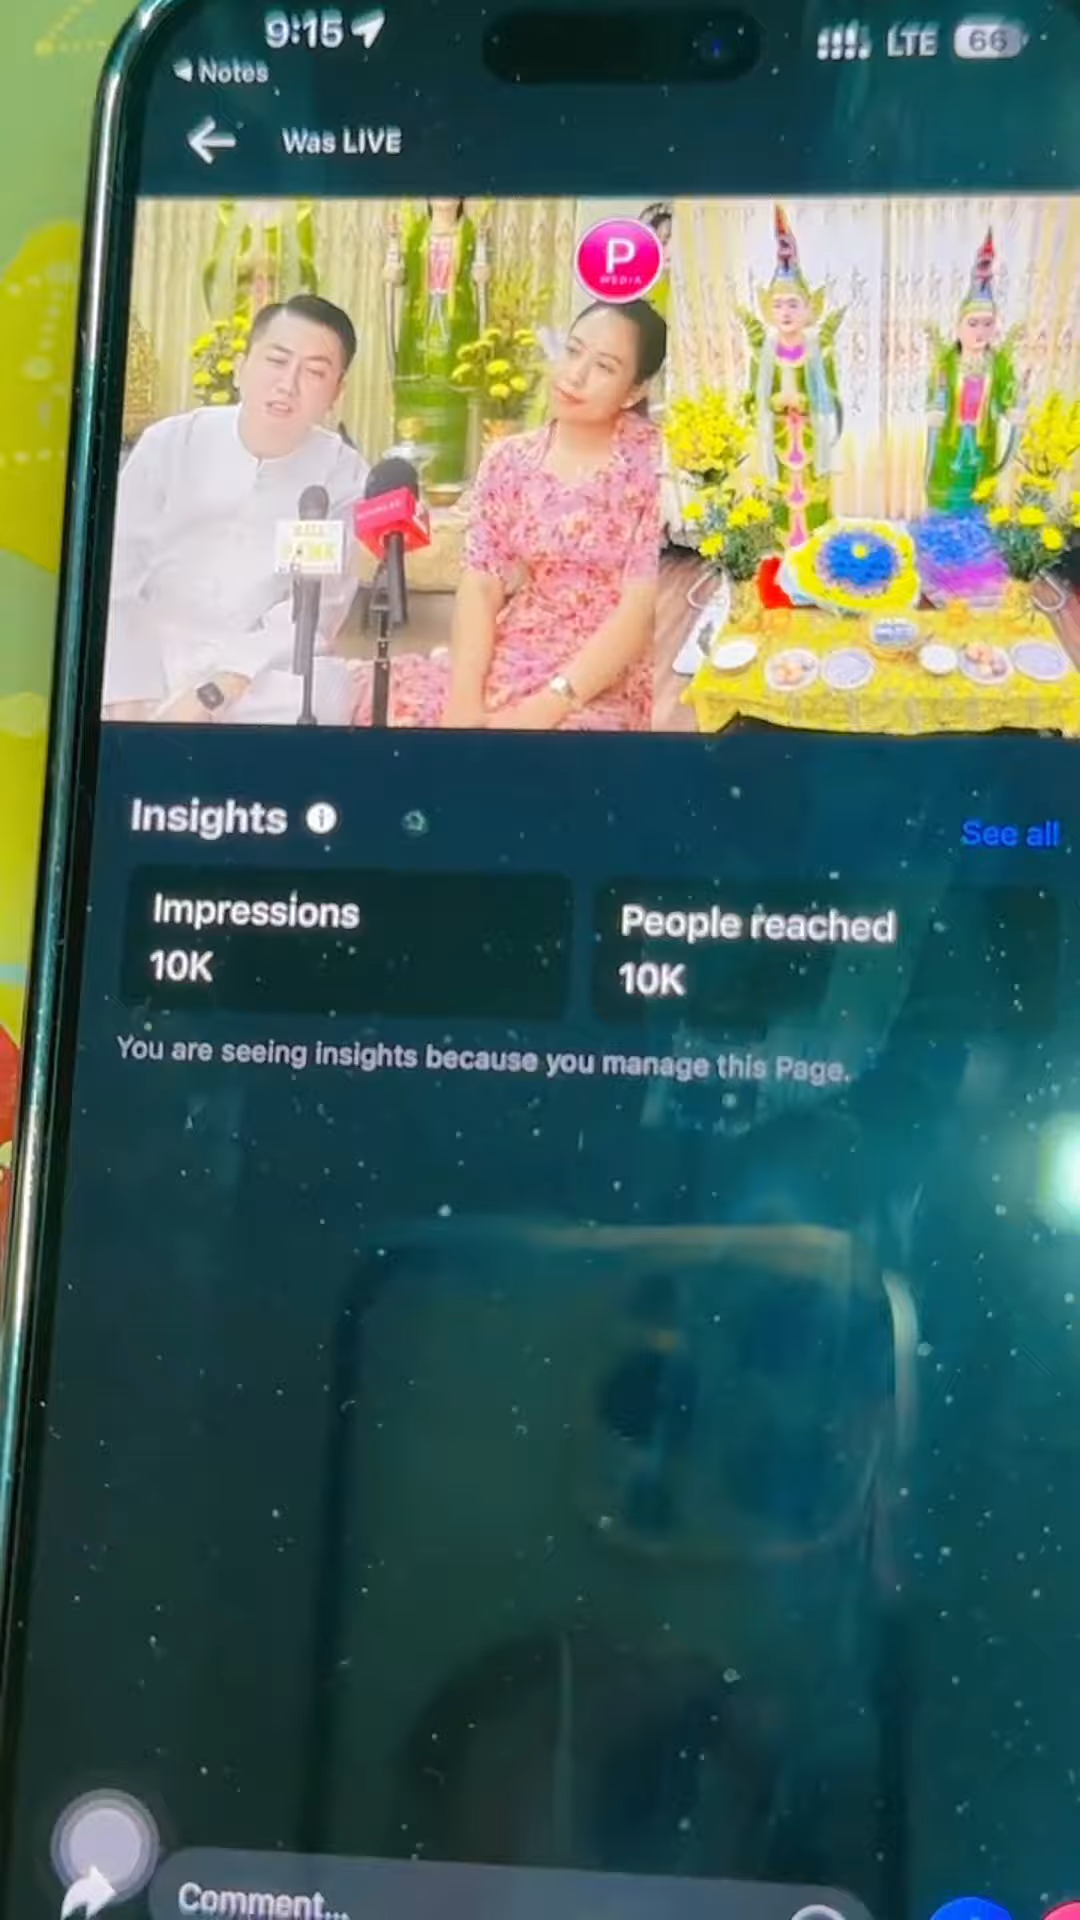 9:15
LTE 66
Notes
Was LIVE
P
MEDIA
Insights
See all
Impressions
10K
People reached
10K
You are seeing insights because you manage this Page.
Comment...